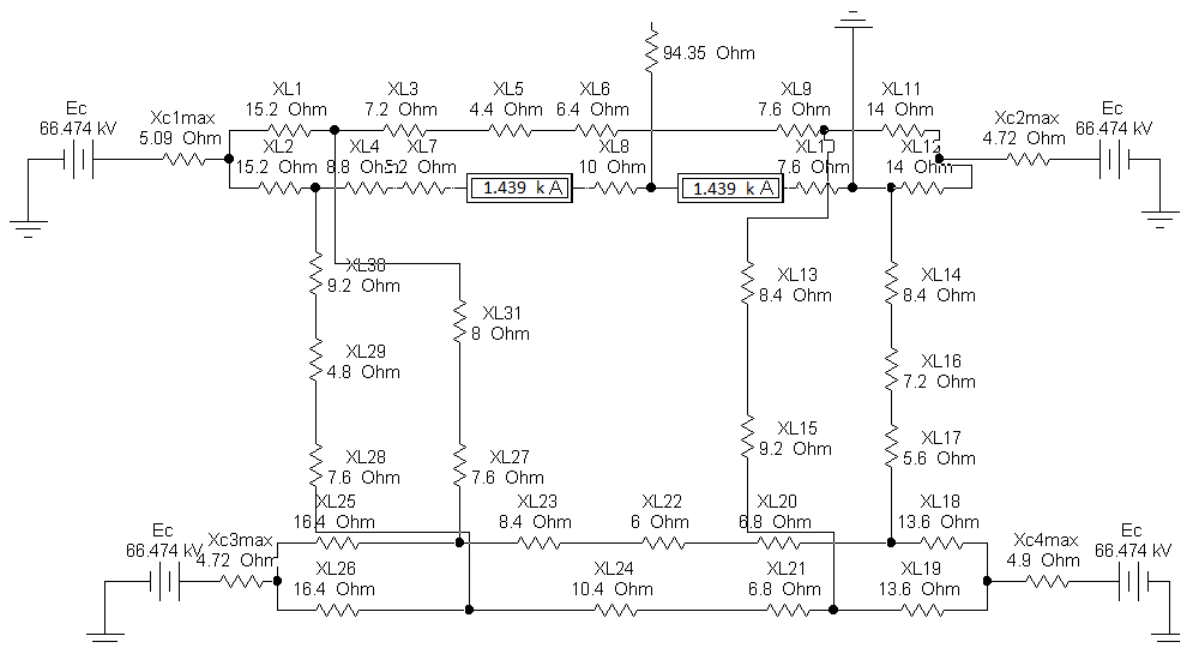 94.35 Ohm
Ec
66.474 kV
Xc1max
5.09 Ohm
XL1
15.2 Ohm
XL3
7.2 Ohm
XL5
4.4 Ohm
XL6
6.4 Ohm
XL9
7.6 Ohm
XL11
14 Ohm
Xc2max
4.72 Ohm
Ec
66.474 kV
XL2
15.2 Ohm
XL4
8.8 Ohm
XL7
1.439 k A
XL8
10 Ohm
1.439 k A
7.6 Ohm
XL12
14 Ohm
XL30
9.2 Ohm
XL31
8 Ohm
XL29
4.8 Ohm
XL28
7.6 Ohm
XL27
7.6 Ohm
XL13
8.4 Ohm
XL14
8.4 Ohm
XL16
7.2 Ohm
XL15
9.2 Ohm
XL17
5.6 Ohm
Ec
66.474 kV
Xc3max
4.72 Ohm
XL25
16.4 Ohm
XL23
8.4 Ohm
XL22
6 Ohm
XL20
6.8 Ohm
XL18
13.6 Ohm
XL26
16.4 Ohm
XL24
10.4 Ohm
XL21
6.8 Ohm
XL19
13.6 Ohm
Xc4max
4.9 Ohm
Ec
66.474 kV